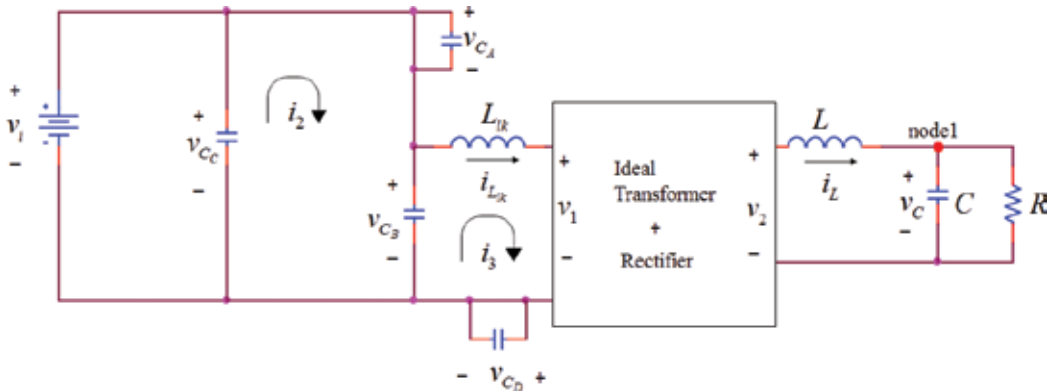 +
v_{C_A}
−
+
v_i
−
+
v_{C_C}
−
i_2
L_{lk}
i_{L_{lk}}
+
v_{C_B}
−
i_3
+
v_1
−
Ideal
Transformer
+
Rectifier
+
v_2
−
L
i_L
node1
+
v_C
−
C
R
− v_{C_D} +